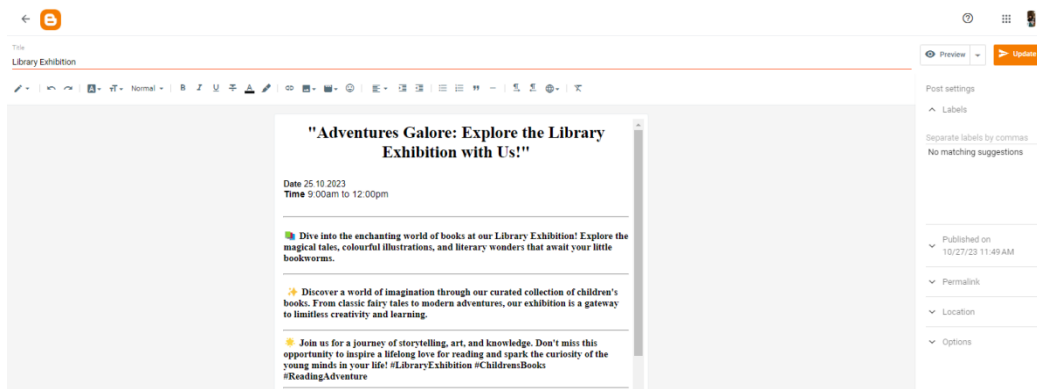 Title
Library Exhibition
Preview
Update
Normal
B I U A
Post settings
Labels
Separate labels by commas
No matching suggestions
Published on
10/27/23 11:49 AM
Permalink
Location
Options
"Adventures Galore: Explore the Library
Exhibition with Us!"
Date 25.10.2023
Time 9:00am to 12:00pm
Dive into the enchanting world of books at our Library Exhibition! Explore the
magical tales, colourful illustrations, and literary wonders that await your little
bookworms.
Discover a world of imagination through our curated collection of children's
books. From classic fairy tales to modern adventures, our exhibition is a gateway
to limitless creativity and learning.
Join us for a journey of storytelling, art, and knowledge. Don't miss this
opportunity to inspire a lifelong love for reading and spark the curiosity of the
young minds in your life! #LibraryExhibition #ChildrensBooks
#ReadingAdventure